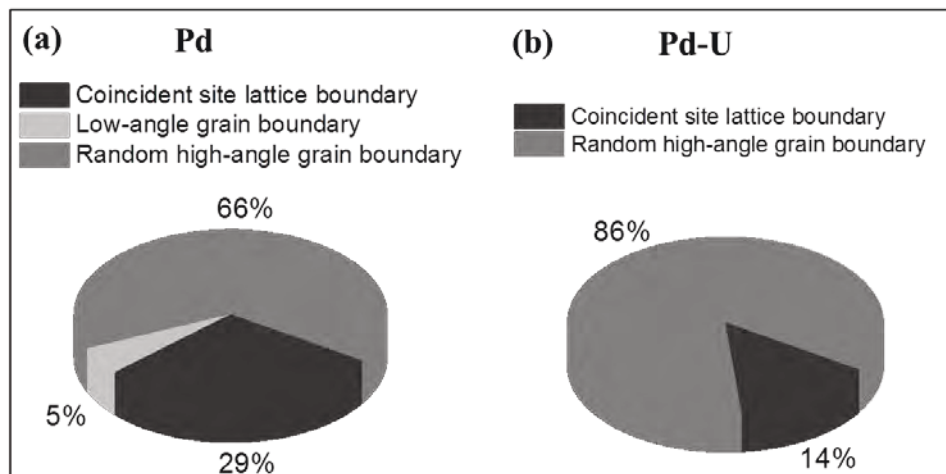 (a) Pd
Coincident site lattice boundary
Low-angle grain boundary
Random high-angle grain boundary
66%
5%
29%
(b) Pd-U
Coincident site lattice boundary
Random high-angle grain boundary
86%
14%